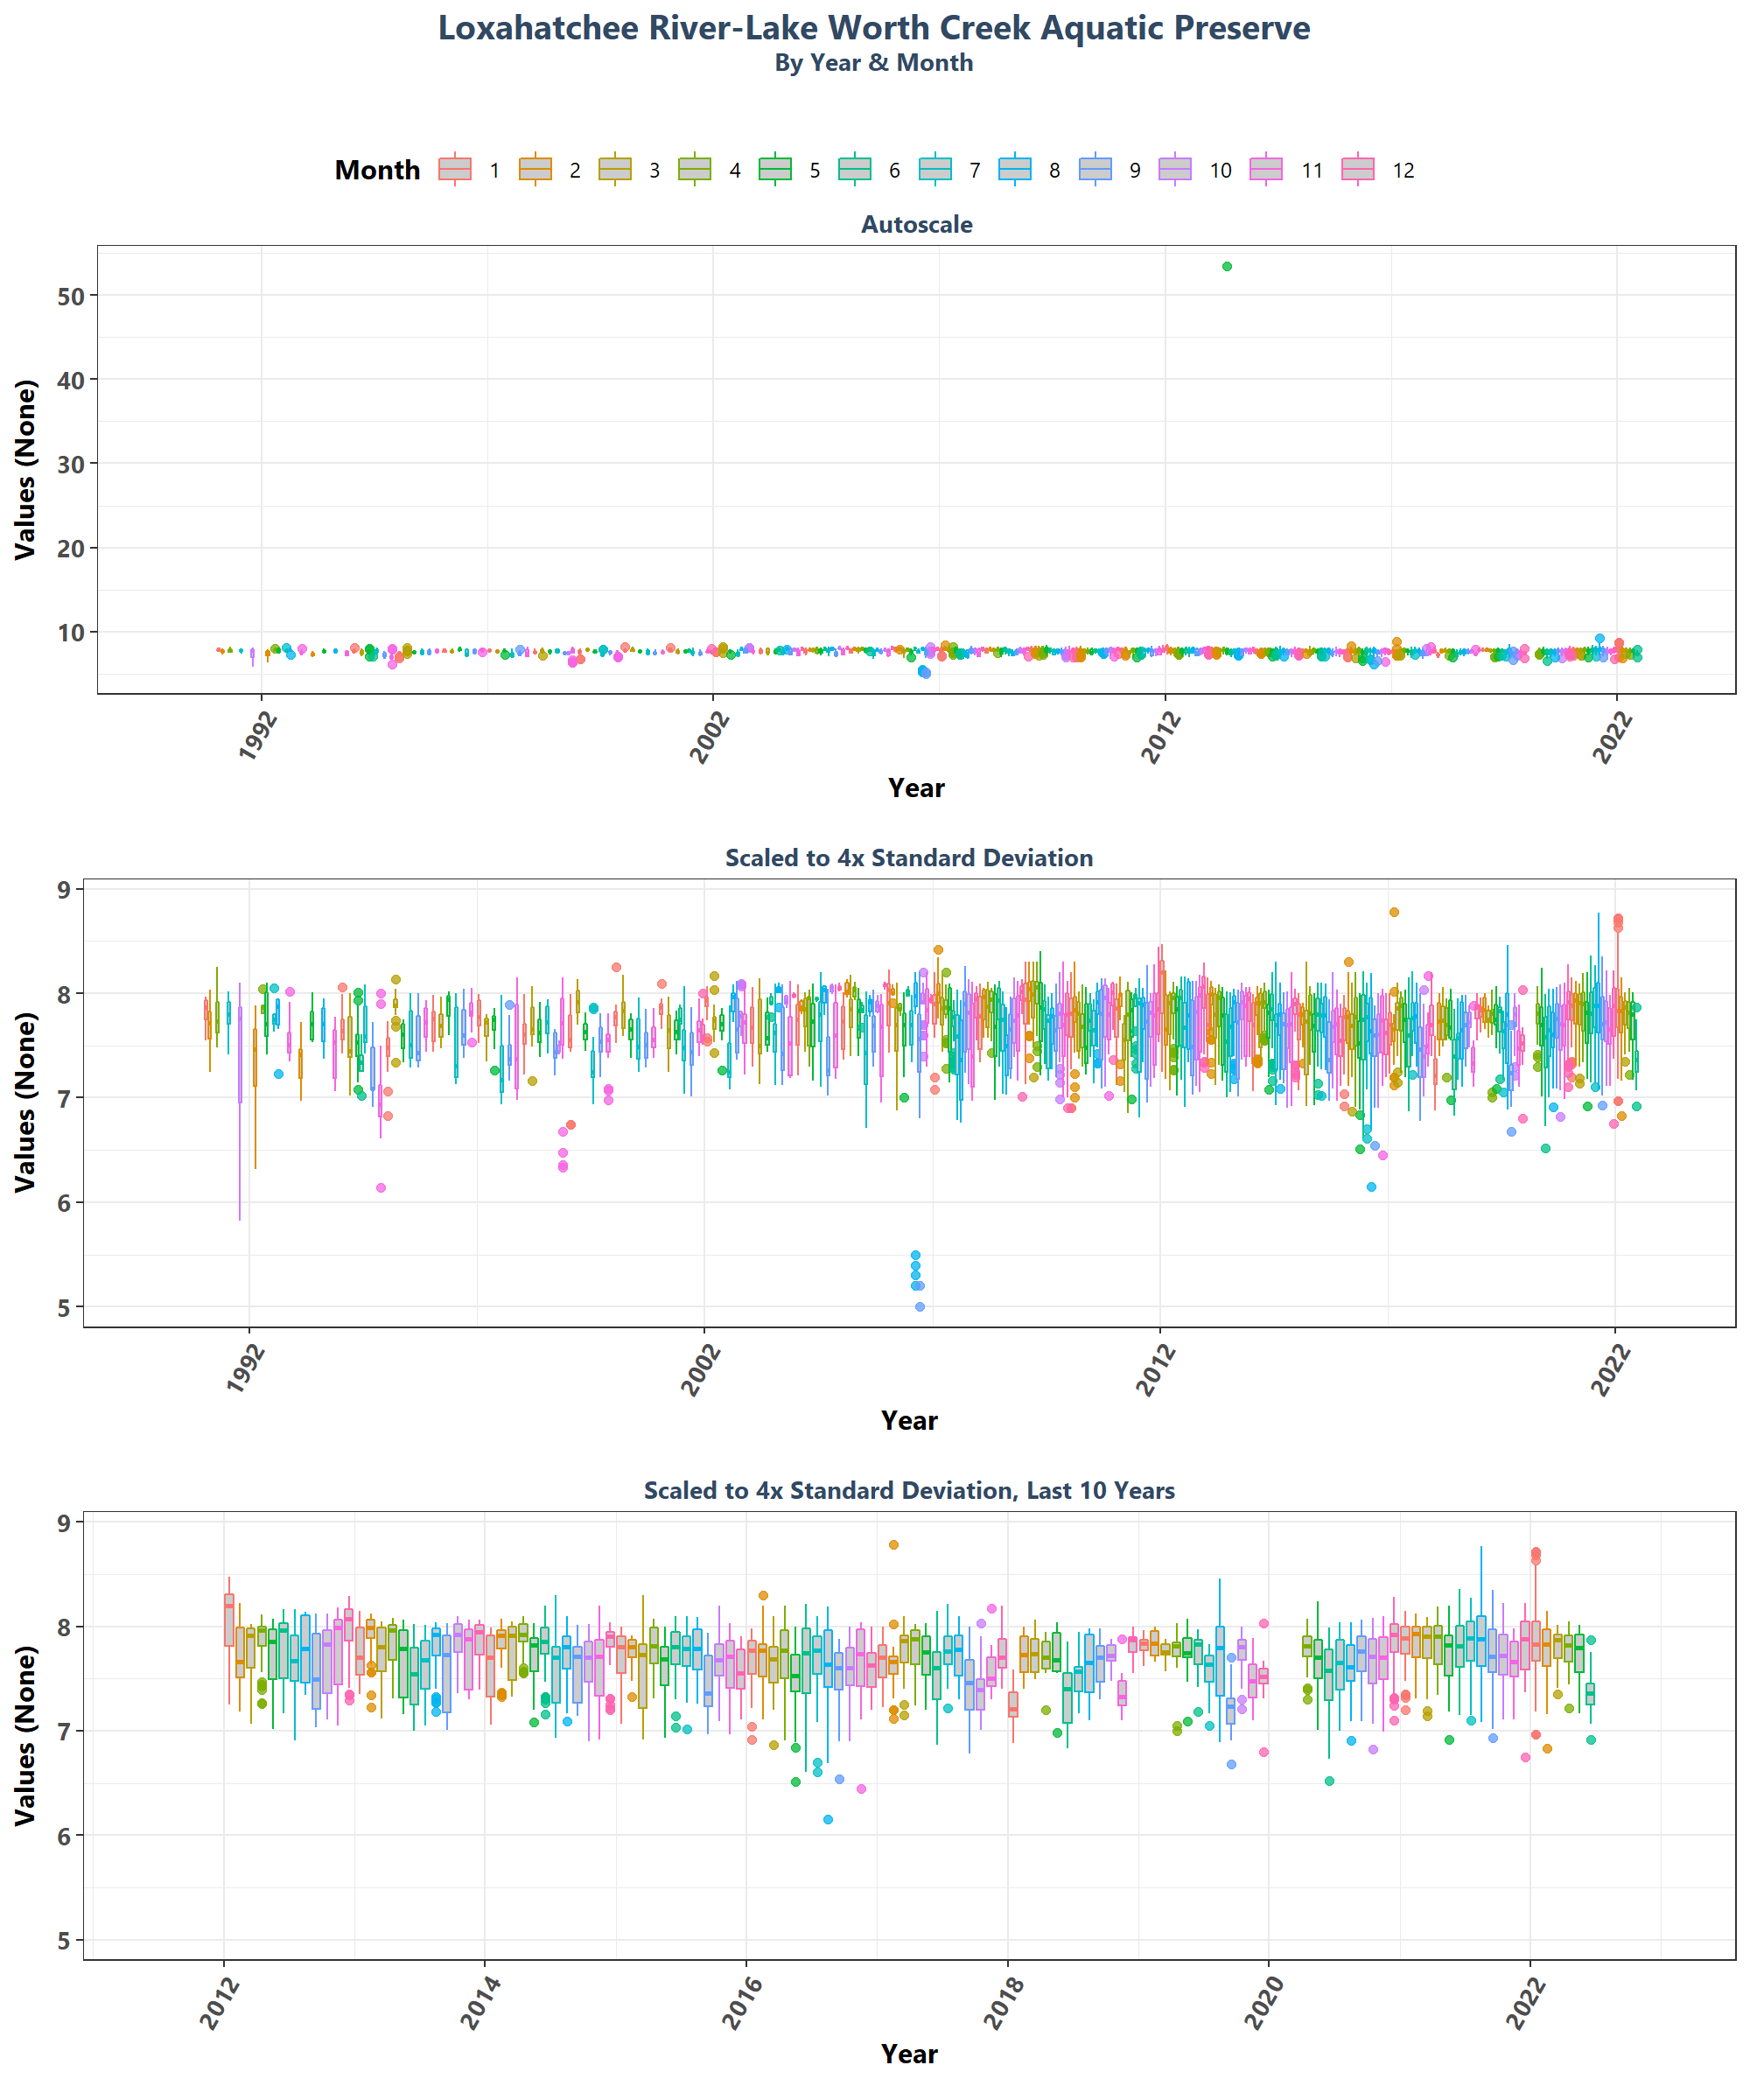 Loxahatchee River-Lake Worth Creek Aquatic Preserve
By Year & Month
Month 1 2 3 4 5 6 7 8 9 10 11 12
Autoscale
Values (None)
50
40
30
20
10
1992 2002 2012 2022
Year
Scaled to 4x Standard Deviation
Values (None)
9
8
7
6
5
1992 2002 2012 2022
Year
Scaled to 4x Standard Deviation, Last 10 Years
Values (None)
9
8
7
6
5
2012 2014 2016 2018 2020 2022
Year